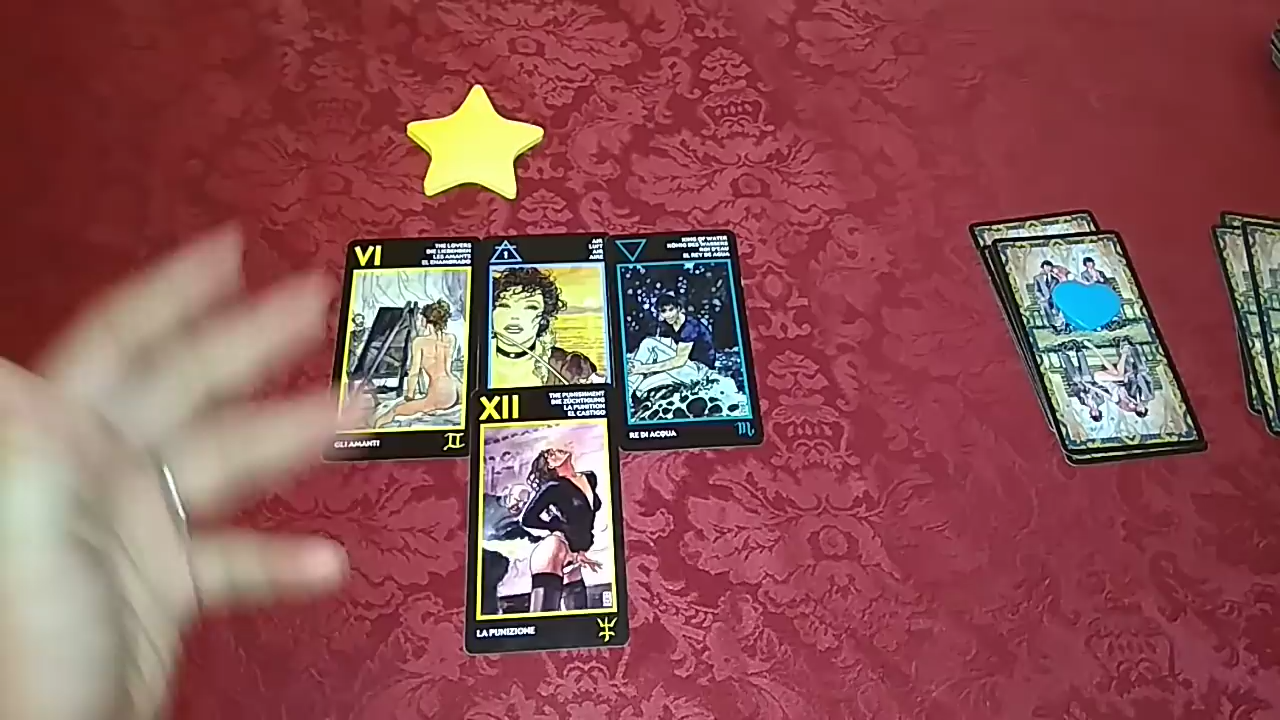 VI
THE LOVERS
DIE LIEBENDEN
LES AMANTS
EL ENAMORADO
GLI AMANTI
1
AIR
LUFT
AIR
AIRE
KING OF WATER
KÖNIG DES WASSERS
ROI D'EAU
EL REY DE AGUA
RE DI ACQUA
XII
THE PUNISHMENT
DIE ZÜCHTIGUNG
LA PUNITION
EL CASTIGO
LA PUNIZIONE